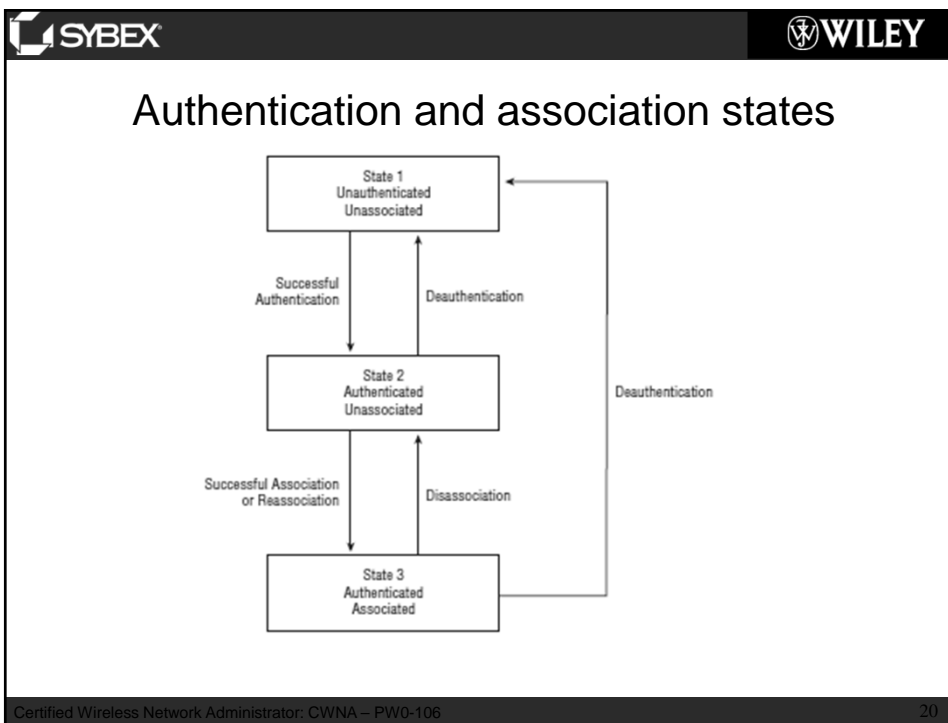 SYBEX
WILEY
Authentication and association states
State 1
Unauthenticated
Unassociated
Successful
Authentication
Deauthentication
State 2
Authenticated
Unassociated
Deauthentication
Successful Association
or Reassociation
Disassociation
State 3
Authenticated
Associated
Certified Wireless Network Administrator: CWNA – PW0-106
20